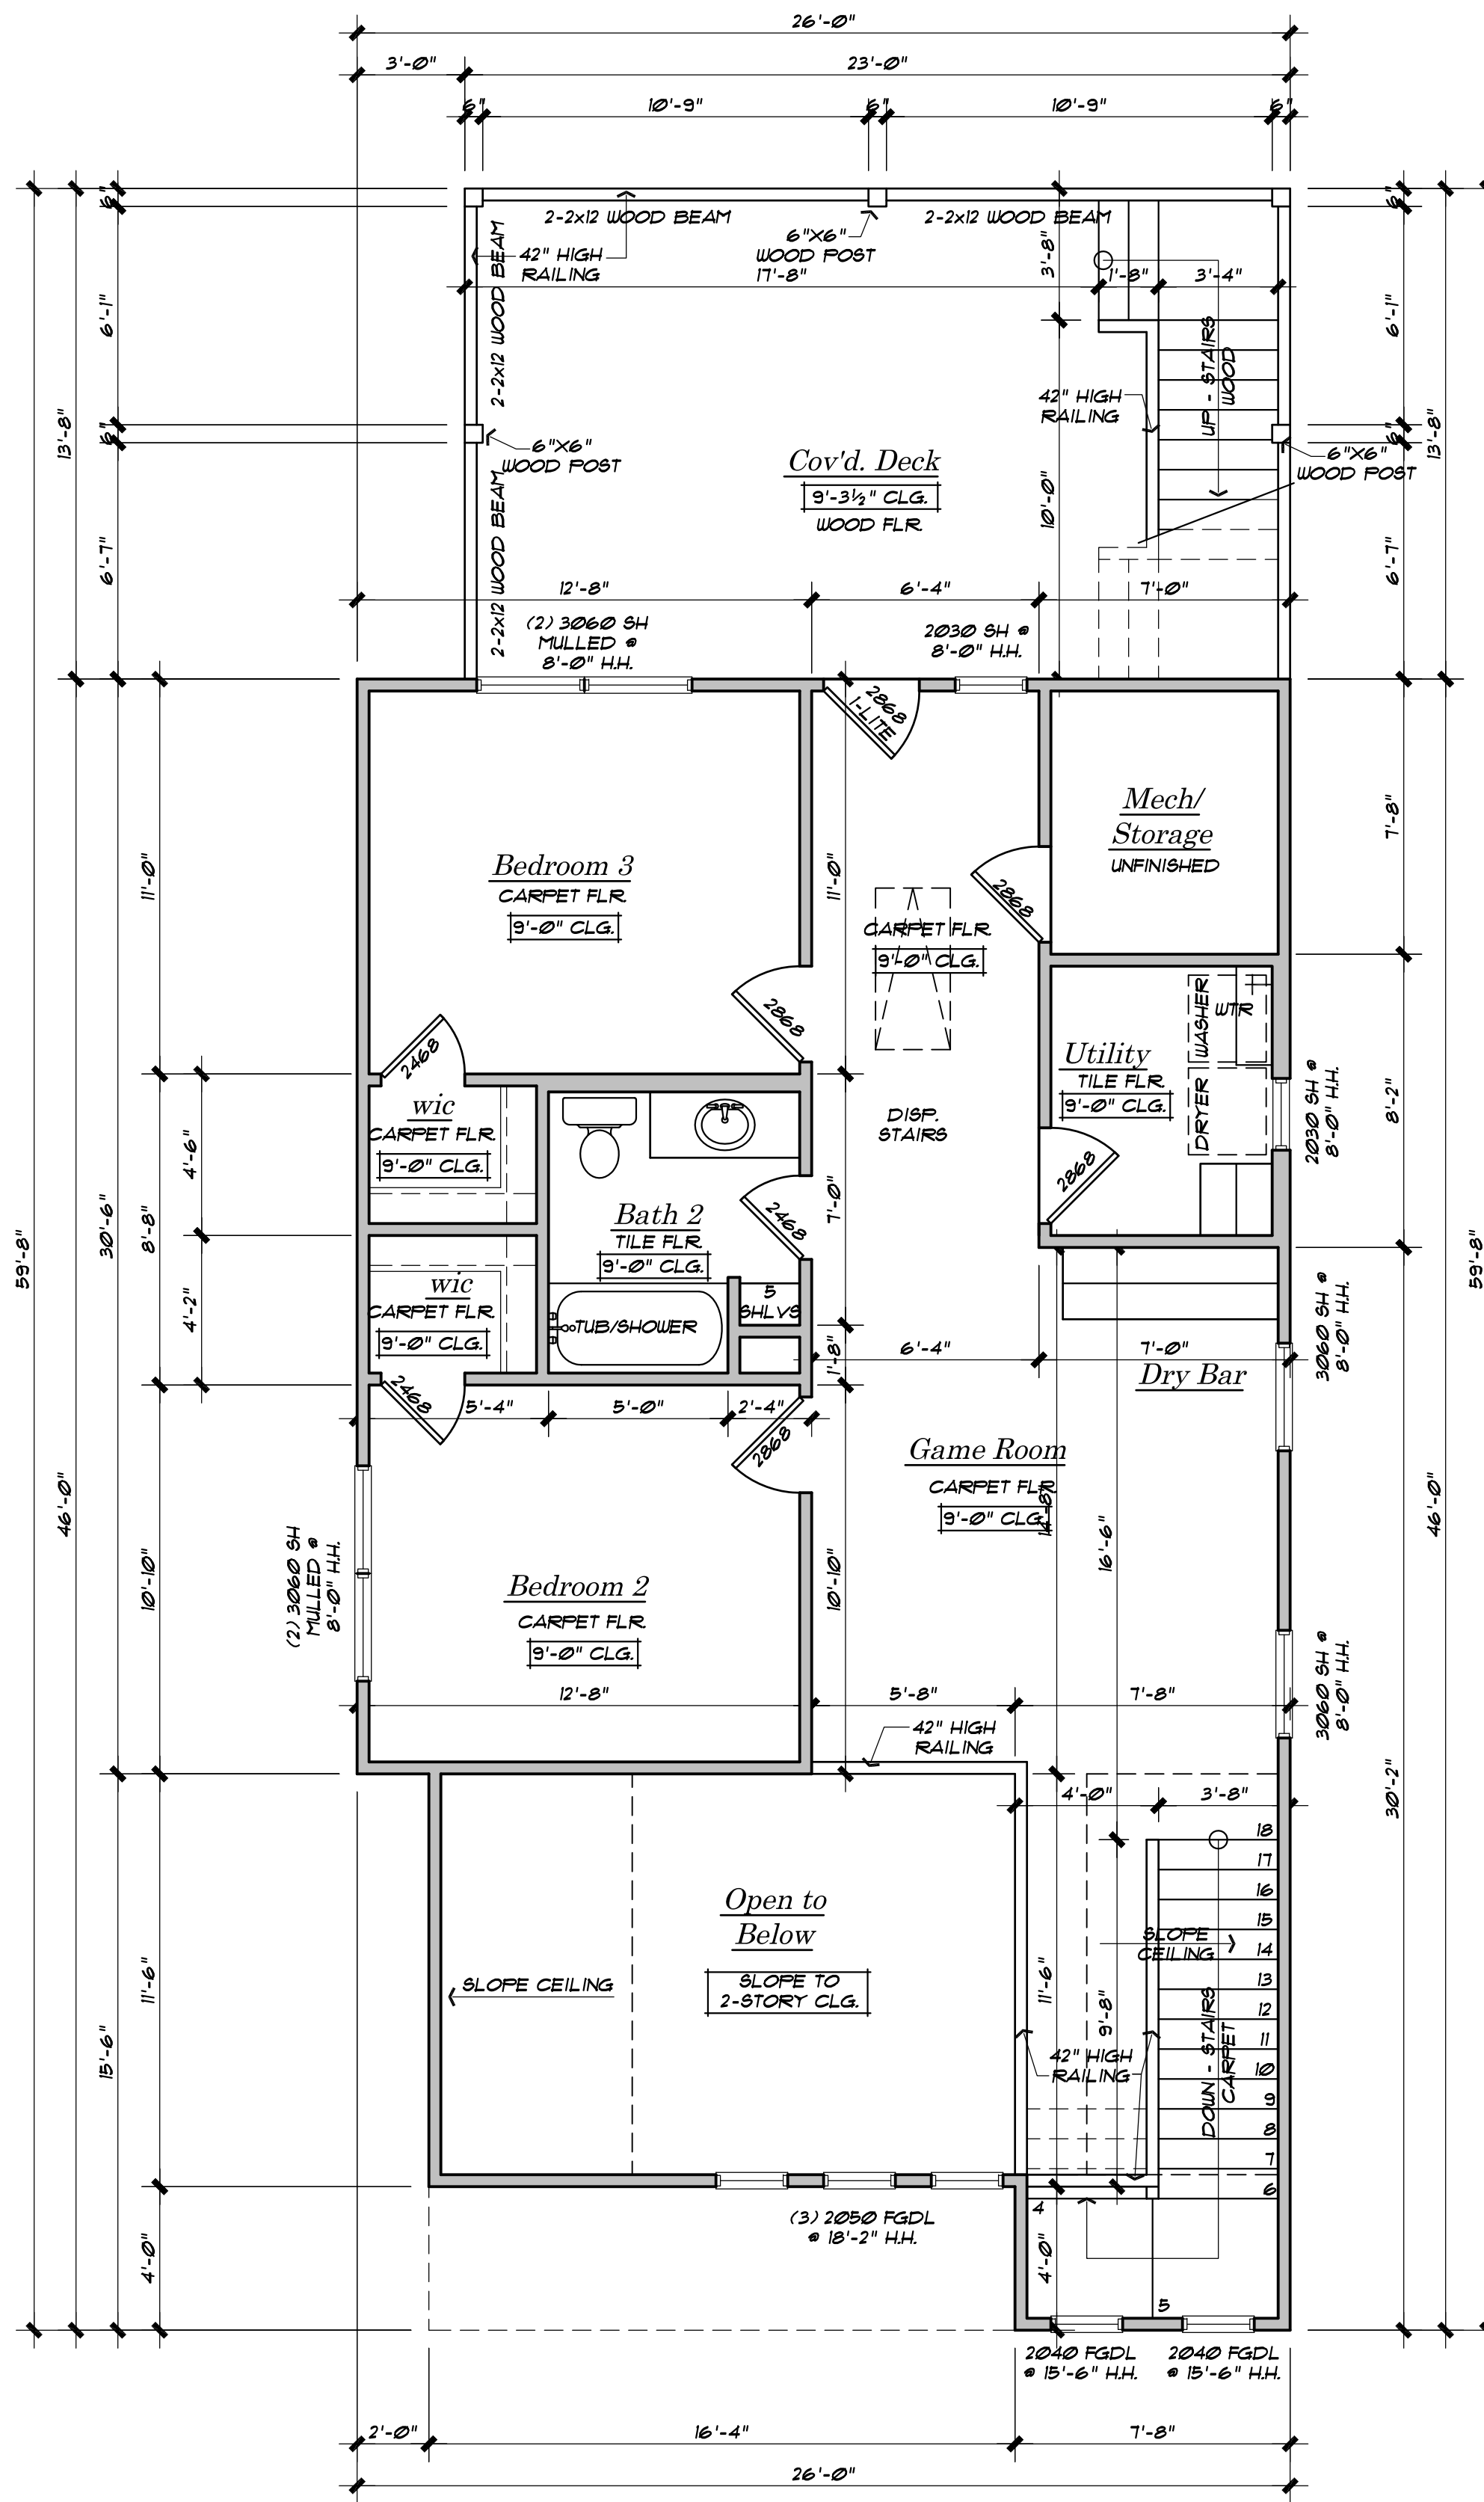 26'-0"
3'-0"
23'-0"
6"
10'-9"
6"
10'-9"
6"
2-2x12 WOOD BEAM
2-2x12 WOOD BEAM
42" HIGH
RAILING
6"X6"
WOOD POST
17'-8"
1'-8"
3'-4"
3'-8"
10'-0"
2-2x12 WOOD BEAM
2-2x12 WOOD BEAM
2-2x12 WOOD BEAM
UP - STAIRS
WOOD
42" HIGH
RAILING
6"X6"
WOOD POST
6"X6"
WOOD POST
Cov'd. Deck
9'-3½" CLG.
WOOD FLR.
6"
6'-1"
6"
6'-7"
13'-8"
6"
6'-1"
6"
6'-7"
13'-8"
12'-8"
6'-4"
7'-0"
(2) 3060 SH
MULLED @
8'-0" H.H.
2030 SH @
8'-0" H.H.
2868
1-LITE
Mech/
Storage
UNFINISHED
7'-8"
Bedroom 3
CARPET FLR.
9'-0" CLG.
11'-0"
11'-0"
2868
CARPET FLR.
9'-0" CLG.
2868
2468
WASHER
WTR
DRYER
Utility
TILE FLR.
9'-0" CLG.
2868
2030 SH @
8'-0" H.H.
8'-2"
wic
CARPET FLR.
9'-0" CLG.
DISP.
STAIRS
Bath 2
TILE FLR.
9'-0" CLG.
2468
7'-0"
4'-6"
8'-8"
30'-6"
59'-8"
59'-8"
4'-2"
wic
CARPET FLR.
9'-0" CLG.
TUB/SHOWER
5
SHLVS
1'-8"
6'-4"
7'-0"
Dry Bar
3060 SH @
8'-0" H.H.
2468
5'-4"
5'-0"
2'-4"
2868
Game Room
CARPET FLR.
9'-0" CLG.
14'-8"
16'-6"
46'-0"
46'-0"
(2) 3060 SH
MULLED @
8'-0" H.H.
10'-10"
10'-10"
Bedroom 2
CARPET FLR.
9'-0" CLG.
3060 SH @
8'-0" H.H.
12'-8"
5'-8"
7'-8"
42" HIGH
RAILING
30'-2"
4'-0"
3'-8"
18
17
16
15
14
13
12
11
10
9
8
7
6
5
4
Open to
Below
SLOPE TO
2-STORY CLG.
SLOPE CEILING
SLOPE
CEILING
DOWN - STAIRS
CARPET
42" HIGH
RAILING
11'-6"
9'-8"
11'-6"
15'-6"
4'-0"
4'-0"
(3) 2050 FGDL
@ 18'-2" H.H.
2040 FGDL
@ 15'-6" H.H.
2040 FGDL
@ 15'-6" H.H.
2'-0"
16'-4"
7'-8"
26'-0"